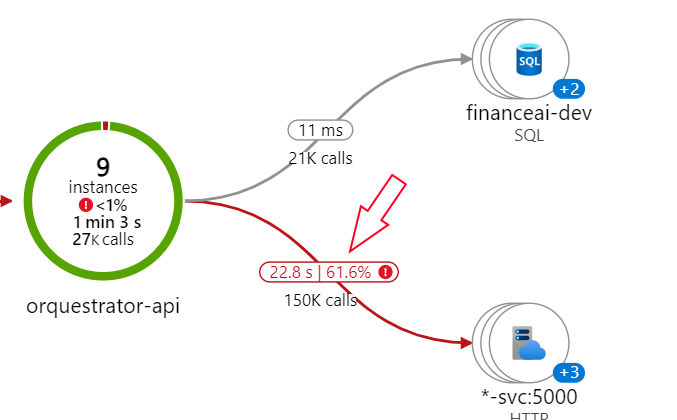 SQL
+2
financeai-dev
SQL
11 ms
21K calls
9
instances
! <1%
1 min 3 s
27K calls
orquestrator-api
22.8 s | 61.6% !
150K calls
+3
*-svc:5000
HTTP